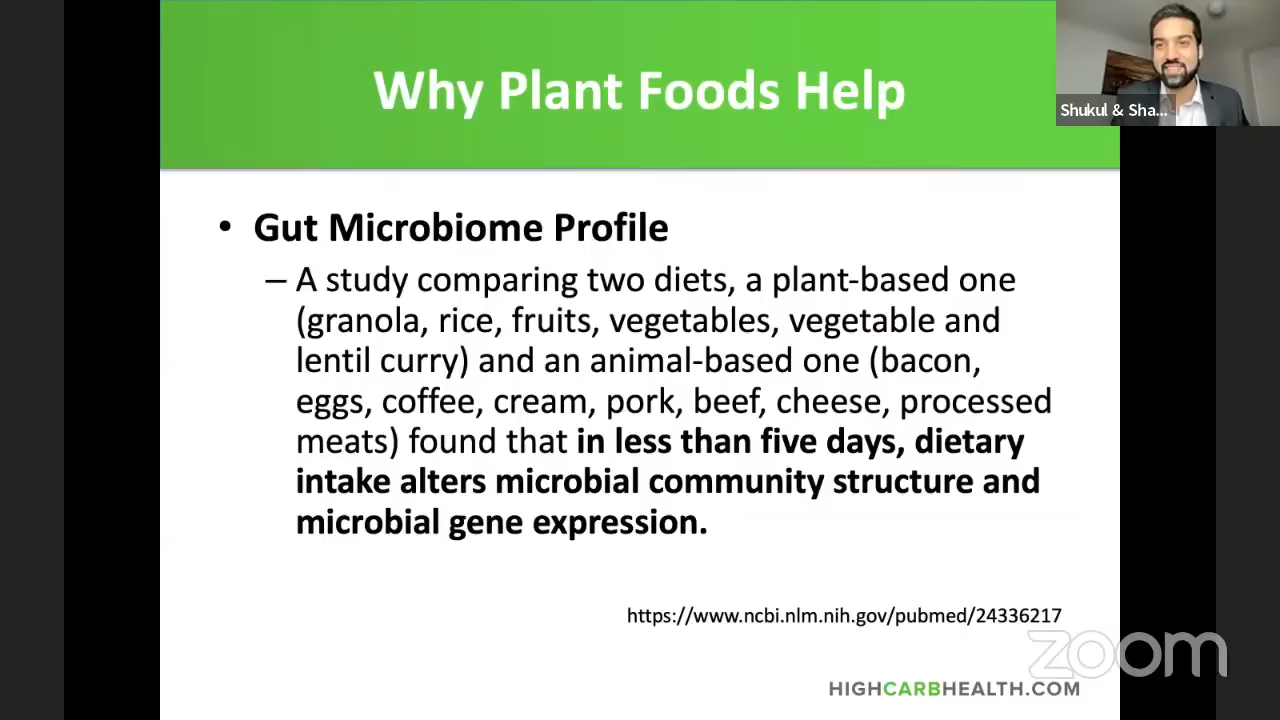 Why Plant Foods Help
Shukul & Sha...
• Gut Microbiome Profile
– A study comparing two diets, a plant-based one
(granola, rice, fruits, vegetables, vegetable and
lentil curry) and an animal-based one (bacon,
eggs, coffee, cream, pork, beef, cheese, processed
meats) found that in less than five days, dietary
intake alters microbial community structure and
microbial gene expression.
https://www.ncbi.nlm.nih.gov/pubmed/24336217
zoom
HIGHCARBHEALTH.COM